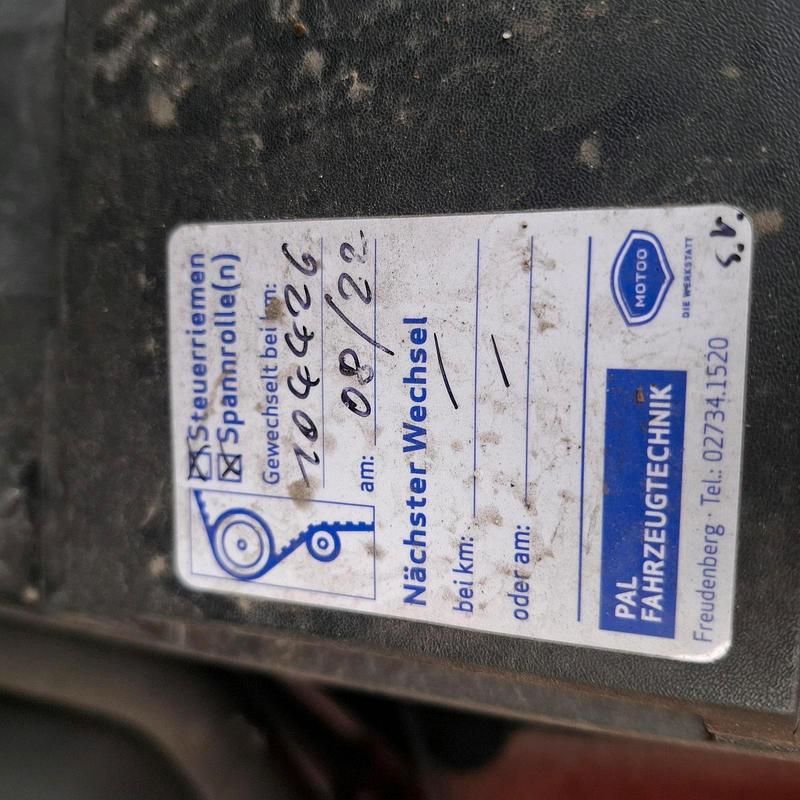 ☒ Steuerriemen
☒ Spannrolle(n)
Gewechselt bei km:
104426
am: 08/22
Nächster Wechsel
bei km: —
oder am: —
PAL
FAHRZEUGTECHNIK
MOTOO
DIE WERKSTATT
Freudenberg · Tel.: 02734.1520